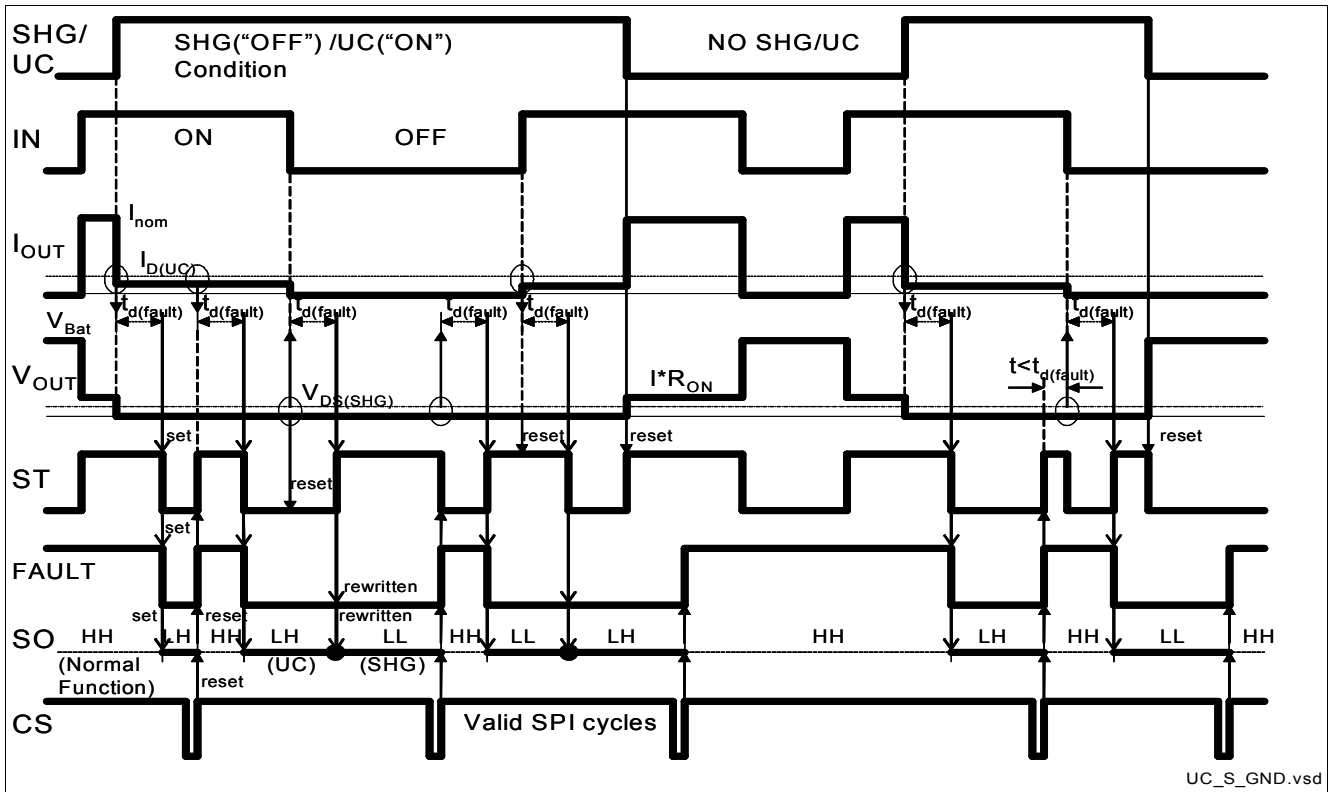 SHG/
UC
SHG("OFF") /UC("ON")
Condition
NO SHG/UC
IN
ON
OFF
Inom
IOUT
ID(UC)
td(fault)
td(fault)
td(fault)
td(fault)
td(fault)
td(fault)
td(fault)
VBat
VOUT
VDS(SHG)
I*RON
t<td(fault)
set
reset
reset
reset
ST
reset
set
FAULT
rewritten
set
reset
rewritten
SO
HH
LH
HH
LH
LL
HH
LL
LH
HH
LH
HH
LL
HH
(Normal
Function)
(UC)
(SHG)
reset
CS
Valid SPI cycles
UC_S_GND.vsd